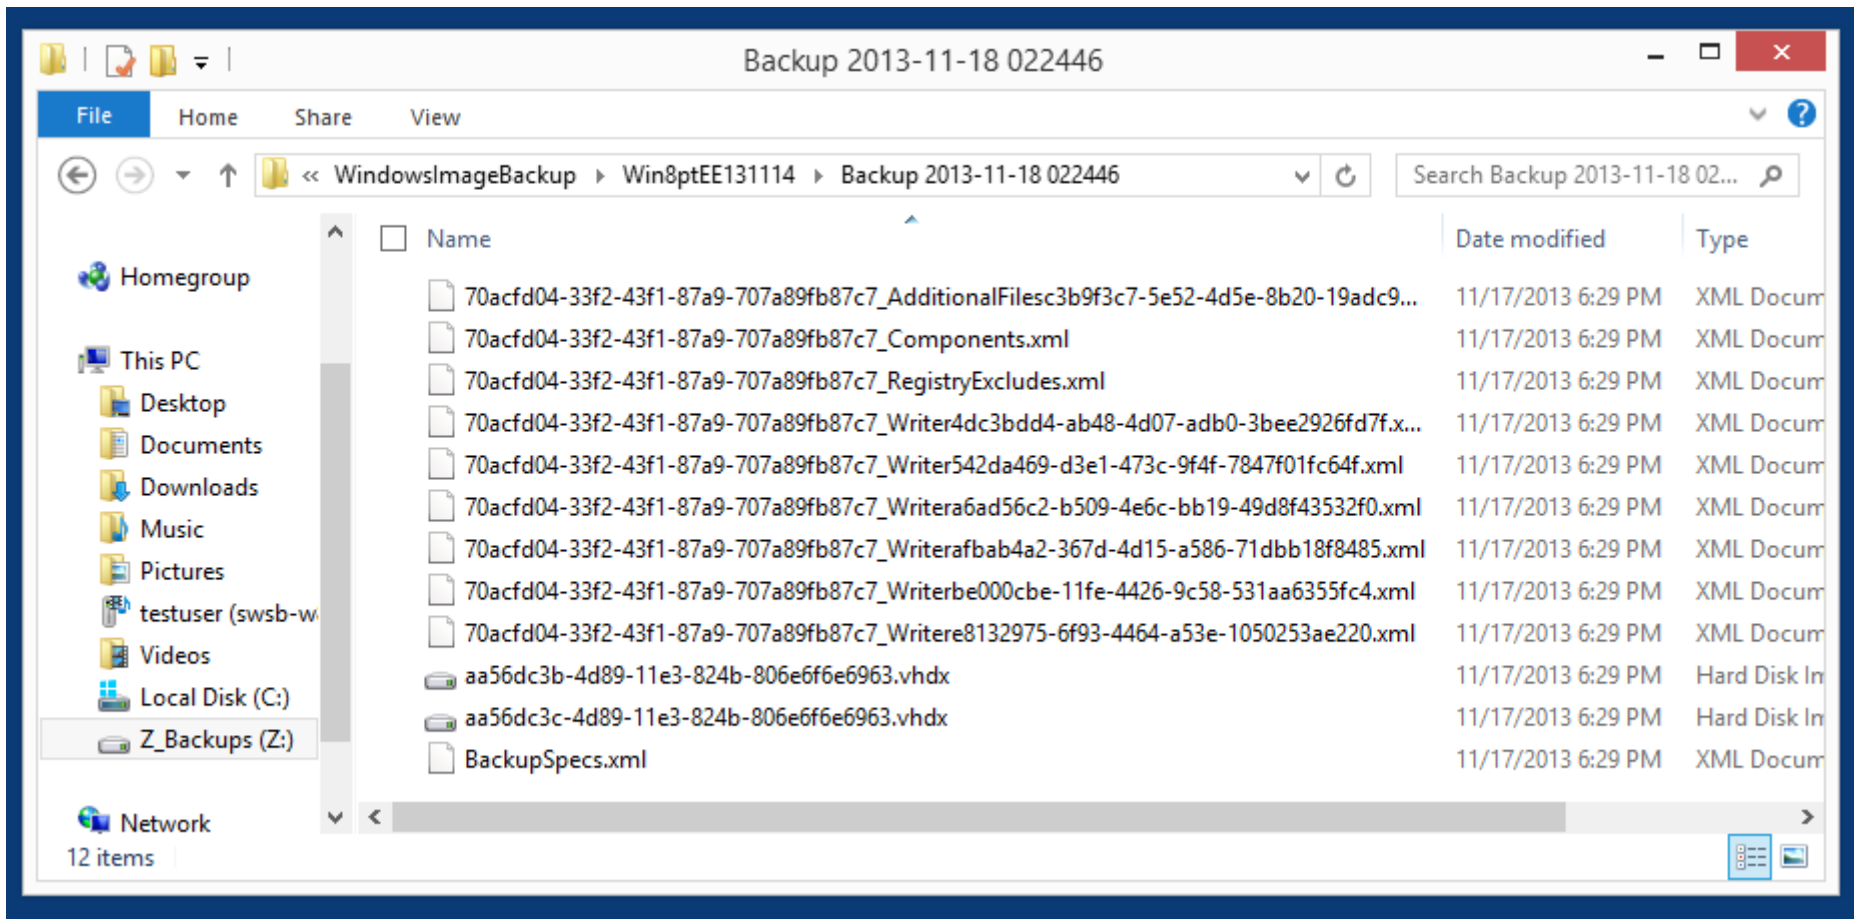 Backup 2013-11-18 022446
File Home Share View
« WindowsImageBackup Win8ptEE131114 Backup 2013-11-18 022446 Search Backup 2013-11-18 02...
Name Date modified Type
Homegroup
This PC
Desktop
Documents
Downloads
Music
Pictures
testuser (swsb-w
Videos
Local Disk (C:)
Z_Backups (Z:)
Network
70acfd04-33f2-43f1-87a9-707a89fb87c7_AdditionalFilesc3b9f3c7-5e52-4d5e-8b20-19adc9... 11/17/2013 6:29 PM XML Docum
70acfd04-33f2-43f1-87a9-707a89fb87c7_Components.xml 11/17/2013 6:29 PM XML Docum
70acfd04-33f2-43f1-87a9-707a89fb87c7_RegistryExcludes.xml 11/17/2013 6:29 PM XML Docum
70acfd04-33f2-43f1-87a9-707a89fb87c7_Writer4dc3bdd4-ab48-4d07-adb0-3bee2926fd7f.x... 11/17/2013 6:29 PM XML Docum
70acfd04-33f2-43f1-87a9-707a89fb87c7_Writer542da469-d3e1-473c-9f4f-7847f01fc64f.xml 11/17/2013 6:29 PM XML Docum
70acfd04-33f2-43f1-87a9-707a89fb87c7_Writera6ad56c2-b509-4e6c-bb19-49d8f43532f0.xml 11/17/2013 6:29 PM XML Docum
70acfd04-33f2-43f1-87a9-707a89fb87c7_Writerafbab4a2-367d-4d15-a586-71dbb18f8485.xml 11/17/2013 6:29 PM XML Docum
70acfd04-33f2-43f1-87a9-707a89fb87c7_Writerbe000cbe-11fe-4426-9c58-531aa6355fc4.xml 11/17/2013 6:29 PM XML Docum
70acfd04-33f2-43f1-87a9-707a89fb87c7_Writere8132975-6f93-4464-a53e-1050253ae220.xml 11/17/2013 6:29 PM XML Docum
aa56dc3b-4d89-11e3-824b-806e6f6e6963.vhdx 11/17/2013 6:29 PM Hard Disk Im
aa56dc3c-4d89-11e3-824b-806e6f6e6963.vhdx 11/17/2013 6:29 PM Hard Disk Im
BackupSpecs.xml 11/17/2013 6:29 PM XML Docum
12 items